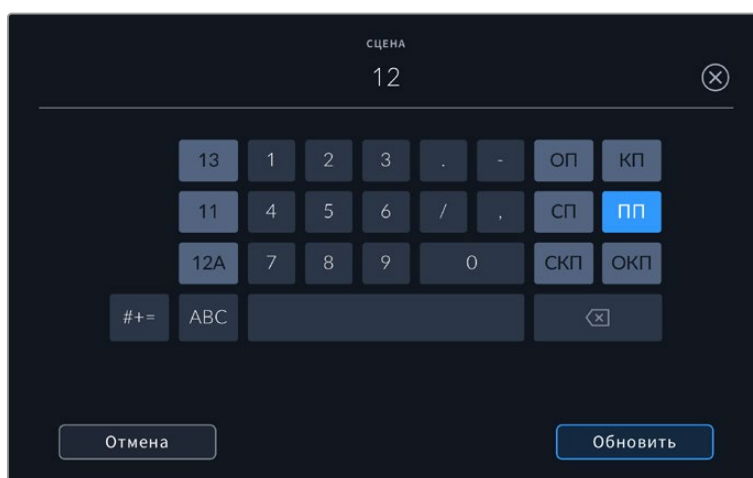 СЦЕНА
12
13 1 2 3 . - ОП КП
11 4 5 6 / , СП ПП
12A 7 8 9 0 СКП ОКП
#+= ABC
Отмена Обновить